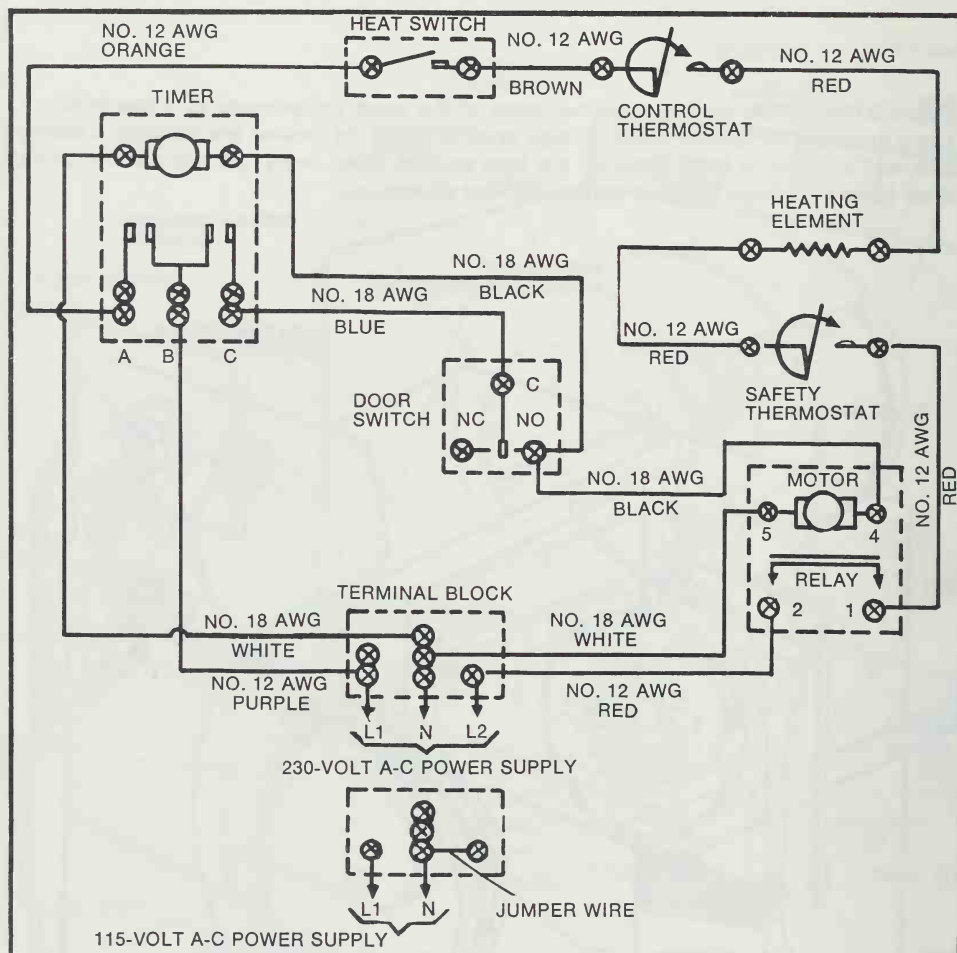 HEAT SWITCH
NO. 12 AWG
ORANGE
NO. 12 AWG
BROWN
NO. 12 AWG
RED
CONTROL
THERMOSTAT
TIMER
HEATING
ELEMENT
NO. 18 AWG
BLACK
NO. 18 AWG
BLUE
NO. 12 AWG
RED
A B C
C
DOOR
SWITCH
NC NO
SAFETY
THERMOSTAT
NO. 12 AWG
RED
NO. 18 AWG
BLACK
MOTOR
5 4
RELAY
2 1
TERMINAL BLOCK
NO. 18 AWG
WHITE
NO. 18 AWG
WHITE
NO. 12 AWG
PURPLE
NO. 12 AWG
RED
L1 N L2
230-VOLT A-C POWER SUPPLY
L1 N
JUMPER WIRE
115-VOLT A-C POWER SUPPLY